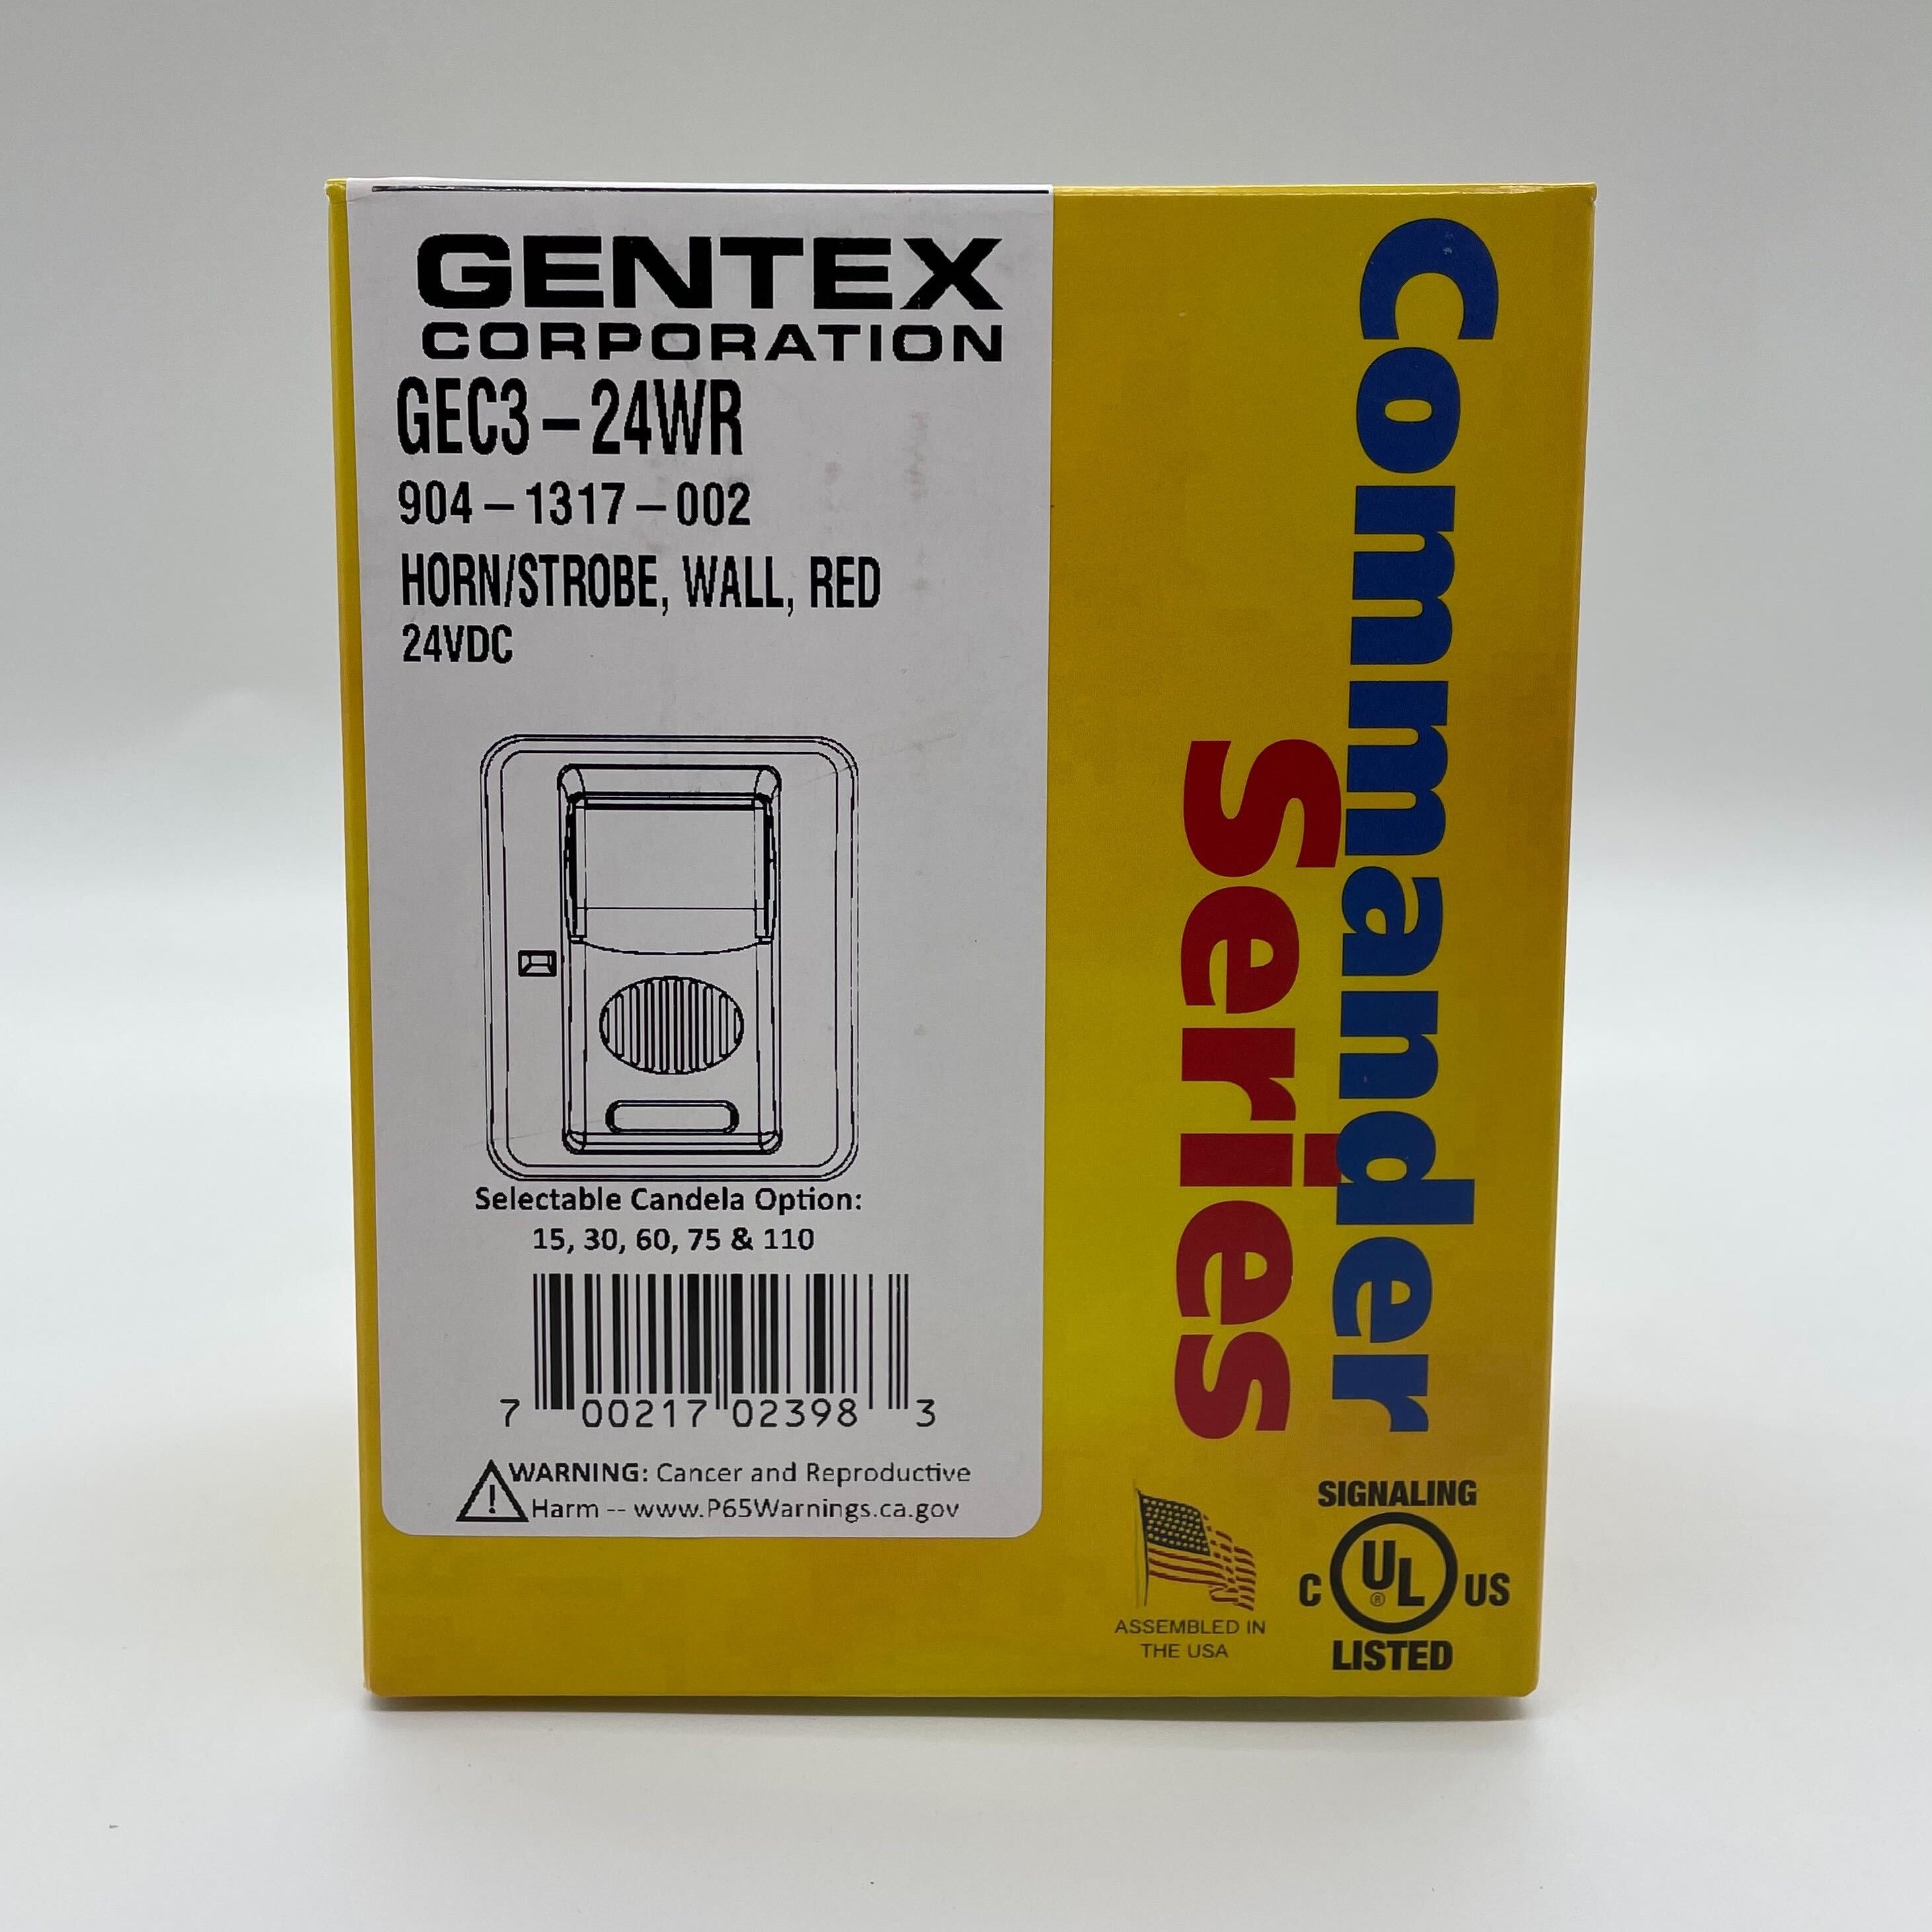 GENTEX
CORPORATION
GEC3-24WR
904-1317-002
HORN/STROBE, WALL, RED
24VDC
Selectable Candela Option:
15, 30, 60, 75 & 110
7 00217 02398 3
WARNING: Cancer and Reproductive
Harm -- www.P65Warnings.ca.gov
Commander
Series
ASSEMBLED IN
THE USA
SIGNALING
C UL ® US
LISTED